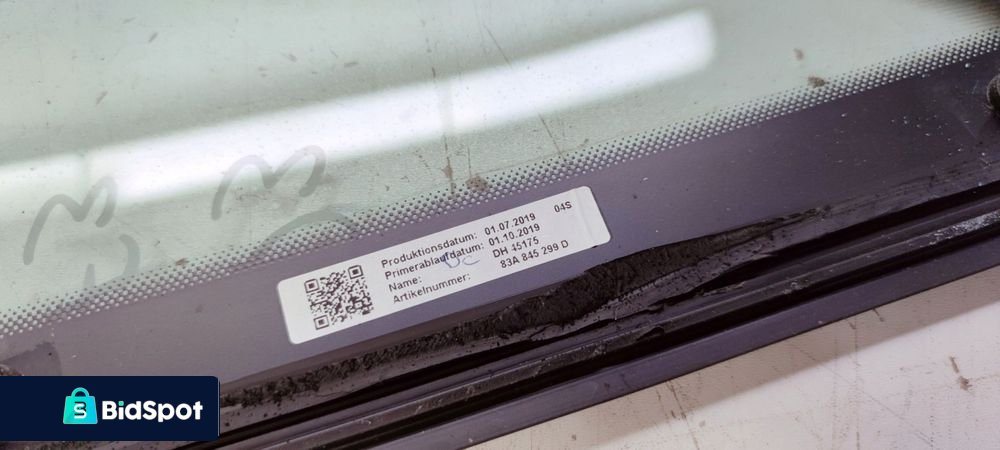 Produktionsdatum: 01.07.2019 04S
Primerablaufdatum: 01.10.2019
Name: DH 45175
Artikelnummer: 83A 845 299 D
BidSpot